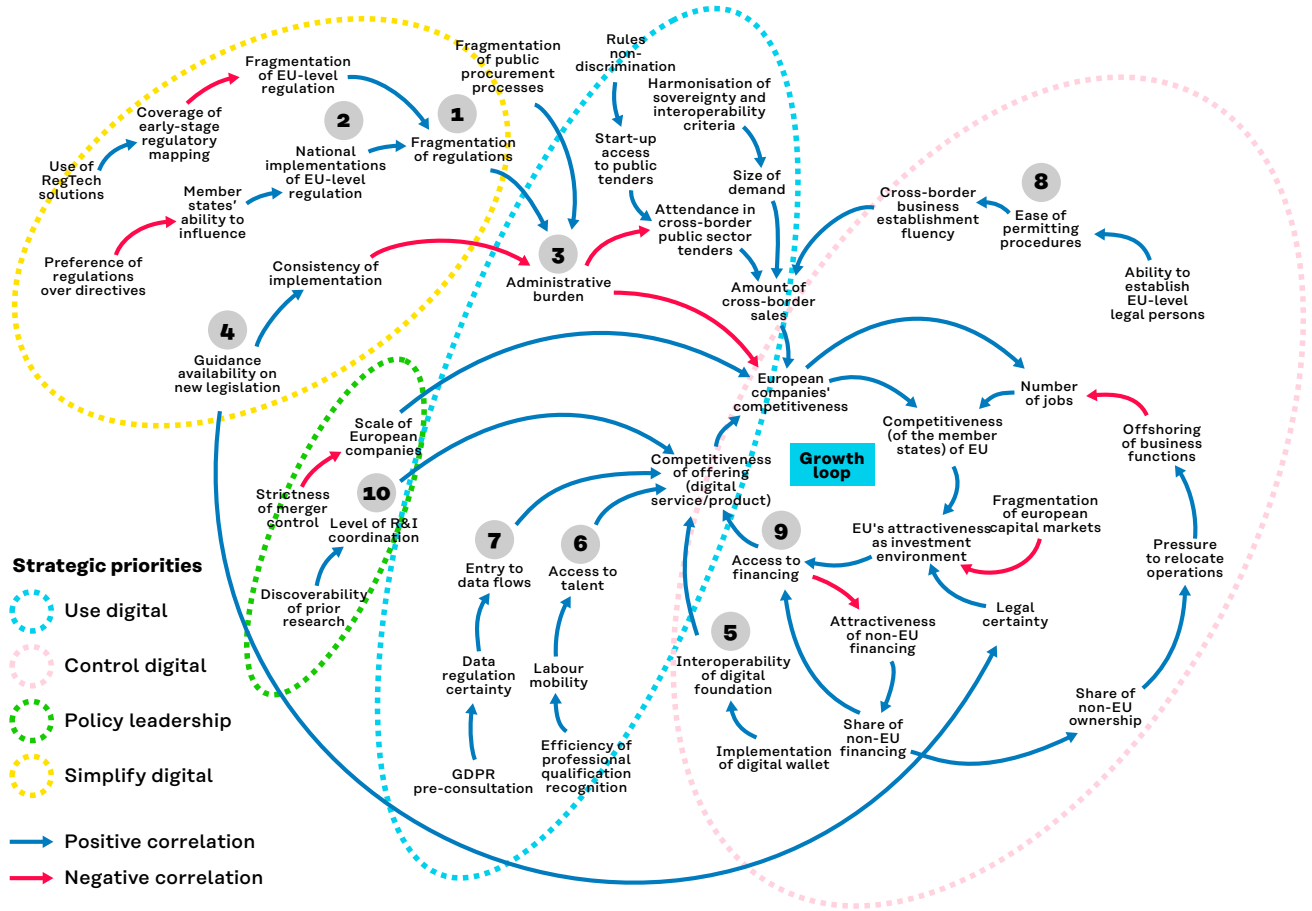 Fragmentation
of EU-level
regulation
Coverage of
early-stage
regulatory
mapping
Use of
RegTech
solutions
2
National
implementations
of EU-level
regulation
1
Fragmentation
of regulations
Member
states'
ability to
influence
Preference of
regulations
over directives
Consistency of
implementation
4
Guidance
availability on
new legislation
Fragmentation
of public
procurement
processes
3
Administrative
burden
Rules
non-
discrimination
Harmonisation of
sovereignty and
interoperability
criteria
Start-up
access
to public
tenders
Size of
demand
Attendance in
cross-border
public sector
tenders
Amount of
cross-border
sales
Cross-border
business
establishment
fluency
8
Ease of
permitting
procedures
Ability to
establish
EU-level
legal persons
European
companies'
competitiveness
Number
of jobs
Competitiveness
(of the member
states) of EU
Offshoring
of business
functions
Growth
loop
Scale of
European
companies
Strictness
of merger
control
10
Level of R&I
coordination
Discoverability
of prior
research
Competitiveness
of offering
(digital
service/product)
Fragmentation
of european
capital markets
EU's attractiveness
as investment
environment
9
Access to
financing
7
Entry to
data flows
6
Access to
talent
Pressure
to relocate
operations
Legal
certainty
Attractiveness
of non-EU
financing
5
Interoperability
of digital
foundation
Data
regulation
certainty
Labour
mobility
Share of
non-EU
ownership
Share of
non-EU
financing
Implementation
of digital wallet
Efficiency of
professional
qualification
recognition
GDPR
pre-consultation
Strategic priorities
Use digital
Control digital
Policy leadership
Simplify digital
Positive correlation
Negative correlation